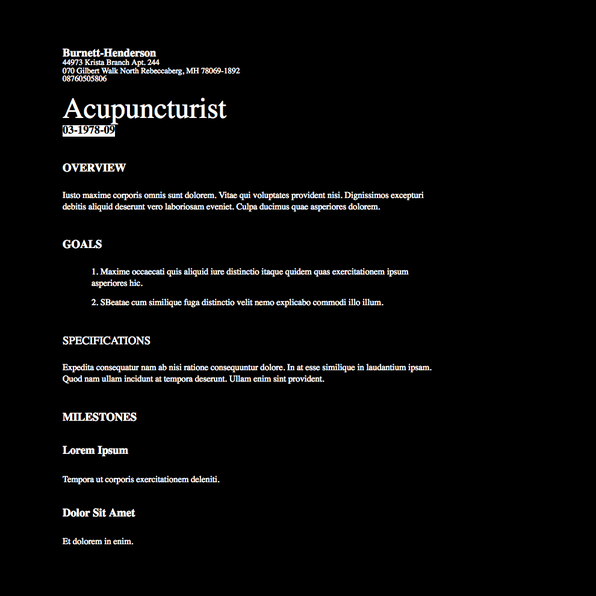 Burnett-Henderson
44973 Krista Branch Apt. 244
070 Gilbert Walk North Rebeccaberg, MH 78069-1892
08760505806
Acupuncturist
03-1978-09
OVERVIEW
Iusto maxime corporis omnis sunt dolorem. Vitae qui voluptates provident nisi. Dignissimos excepturi
debitis aliquid deserunt vero laboriosam eveniet. Culpa ducimus quae asperiores dolorem.
GOALS
1. Maxime occaecati quis aliquid iure distinctio itaque quidem quas exercitationem ipsum
asperiores hic.
2. SBeatae cum similique fuga distinctio velit nemo explicabo commodi illo illum.
SPECIFICATIONS
Expedita consequatur nam ab nisi ratione consequuntur dolore. In at esse similique in laudantium ipsam.
Quod nam ullam incidunt at tempora deserunt. Ullam enim sint provident.
MILESTONES
Lorem Ipsum
Tempora ut corporis exercitationem deleniti.
Dolor Sit Amet
Et dolorem in enim.